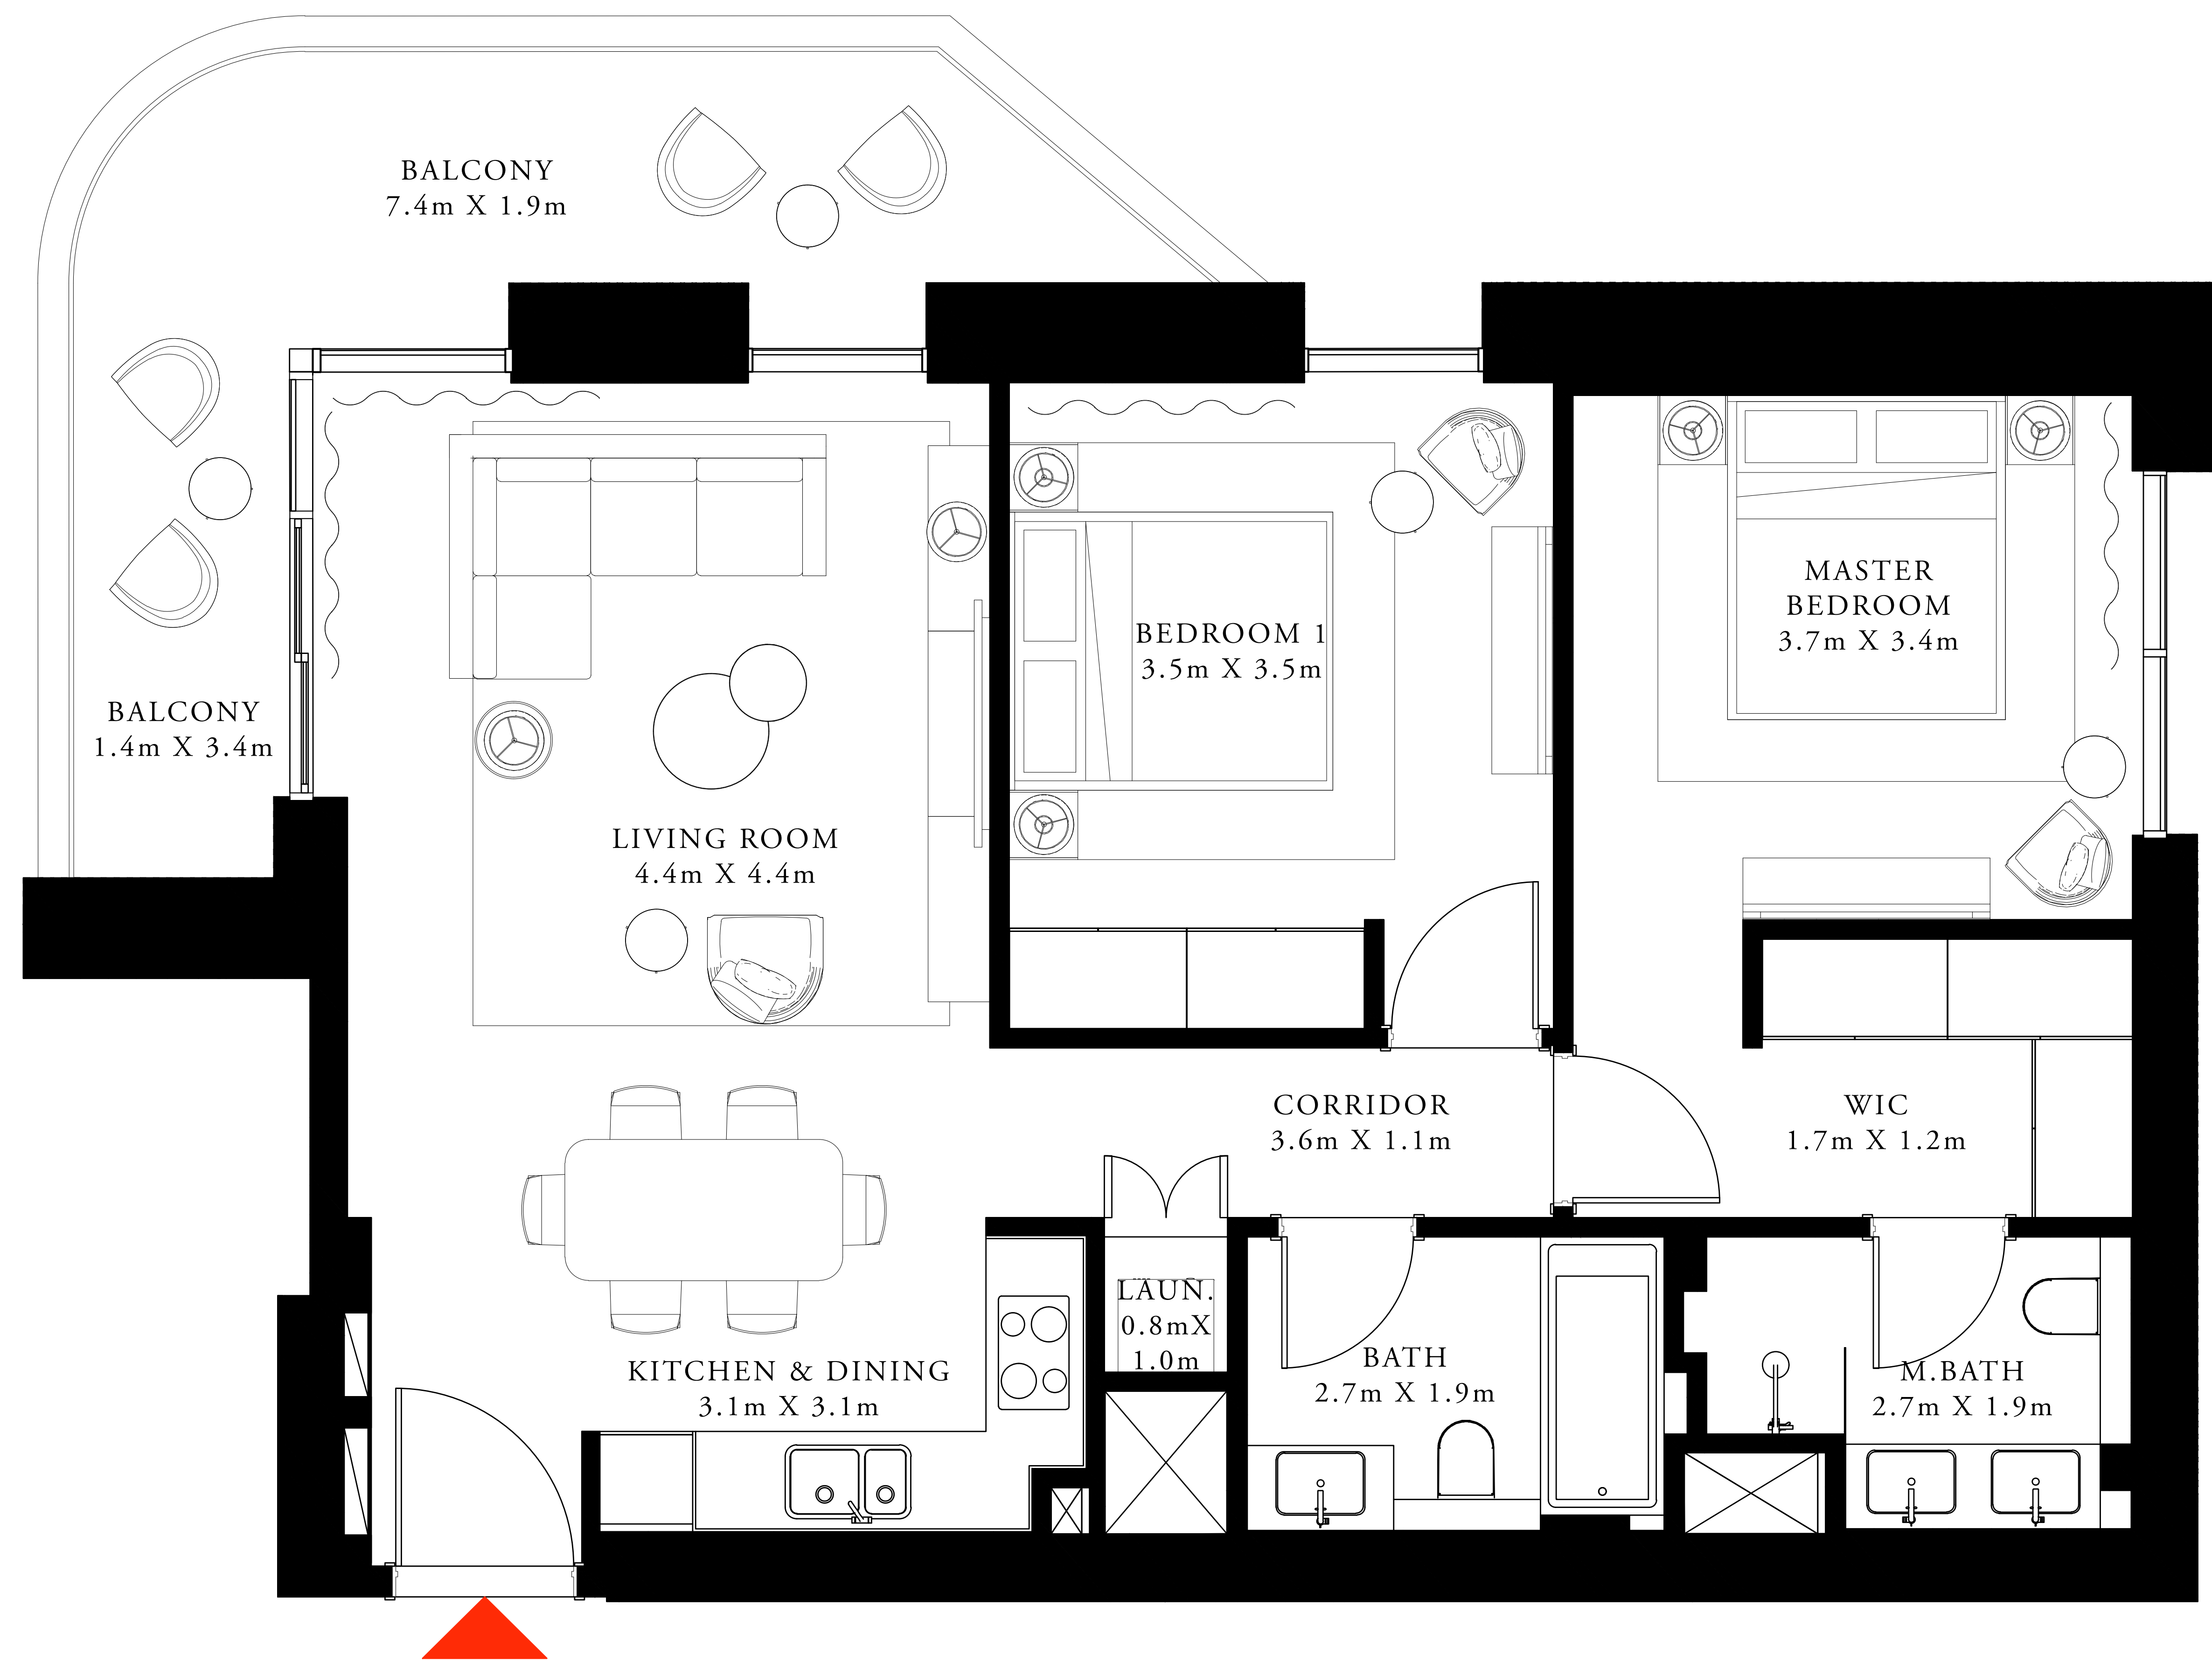 BALCONY
7.4m X 1.9m
BALCONY
1.4m X 3.4m
LIVING ROOM
4.4m X 4.4m
BEDROOM 1
3.5m X 3.5m
MASTER
BEDROOM
3.7m X 3.4m
CORRIDOR
3.6m X 1.1m
WIC
1.7m X 1.2m
KITCHEN & DINING
3.1m X 3.1m
LAUN.
0.8mX
1.0m
BATH
2.7m X 1.9m
M.BATH
2.7m X 1.9m